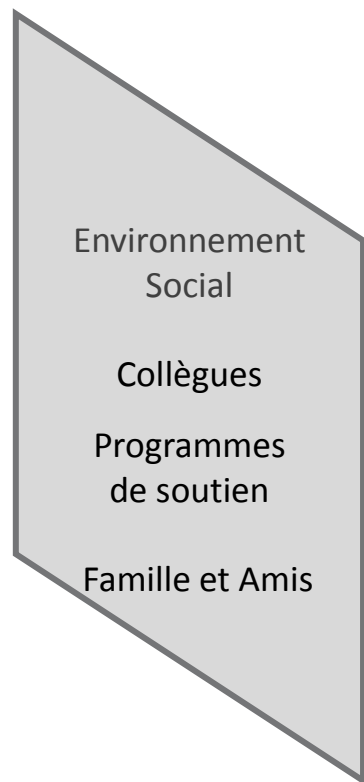 Environnement
Social
Collègues
Programmes
de soutien
Famille et Amis